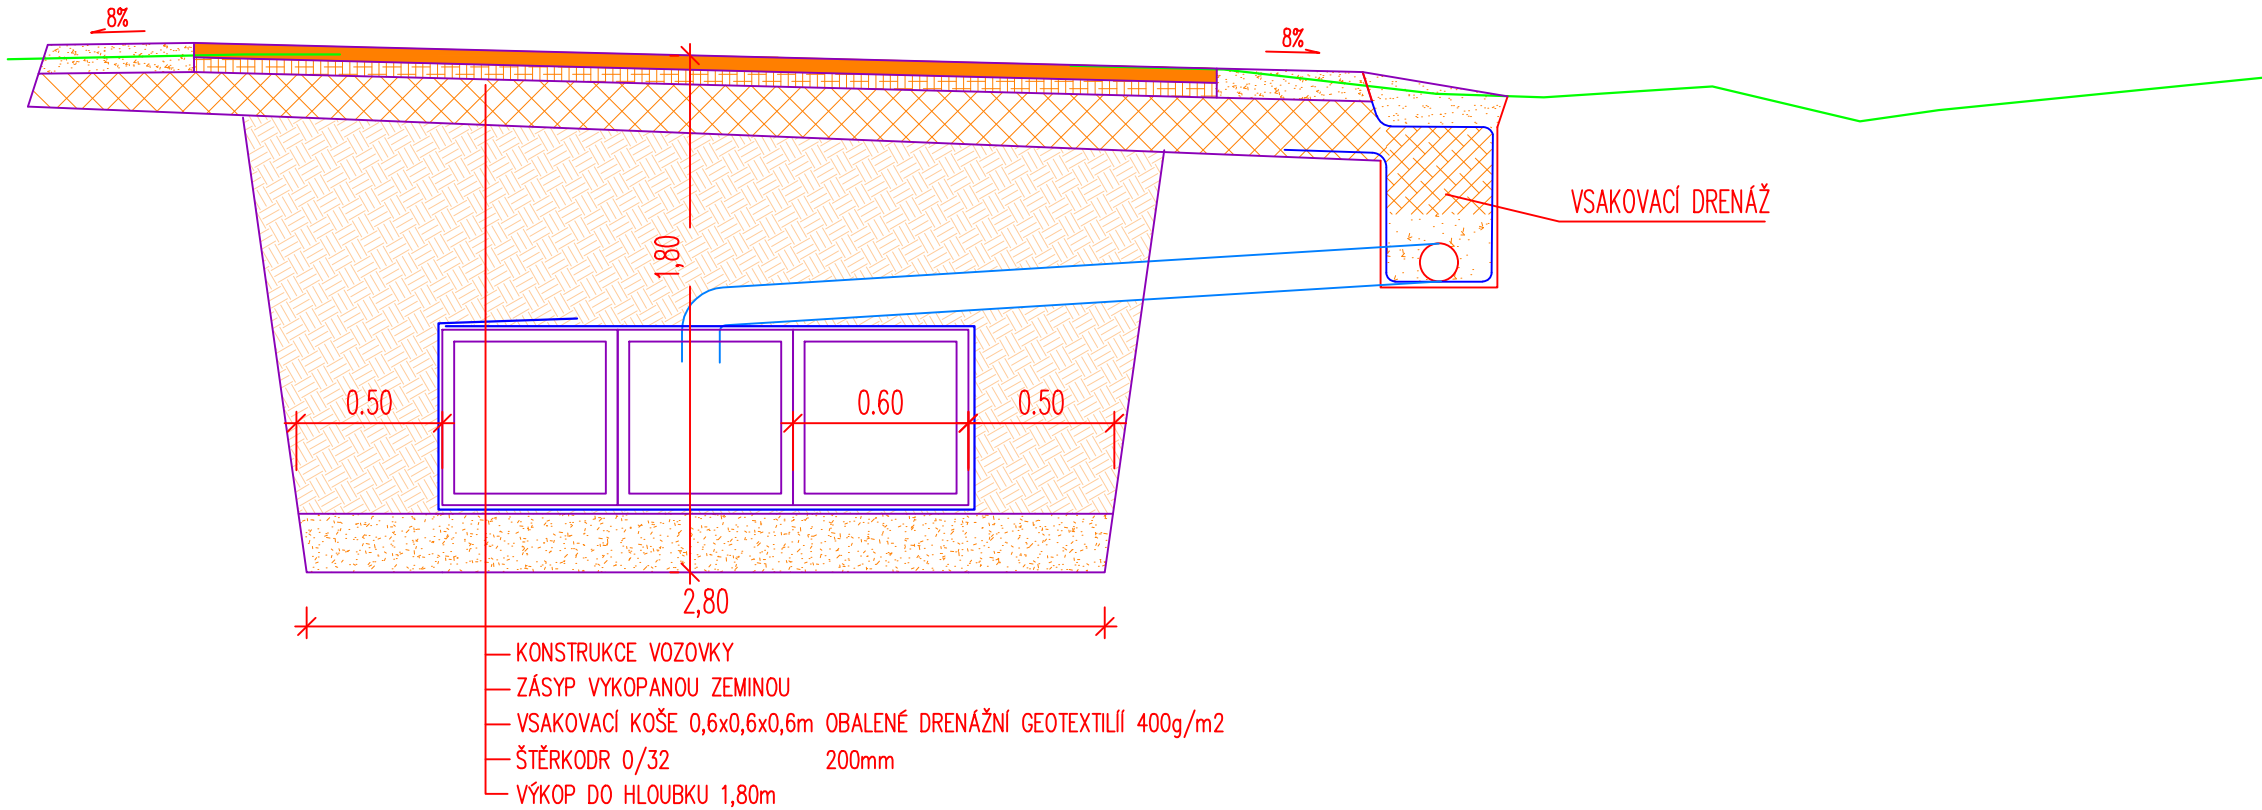 8%
8%
VSAKOVACÍ DRENÁŽ
1,80
0.50
0.60
0.50
2,80
KONSTRUKCE VOZOVKY
ZÁSYP VYKOPANOU ZEMINOU
VSAKOVACÍ KOŠE 0,6x0,6x0,6m OBALENÉ DRENÁŽNÍ GEOTEXTILÍÍ 400g/m2
ŠTĚRKODR 0/32 200mm
VÝKOP DO HLOUBKU 1,80m